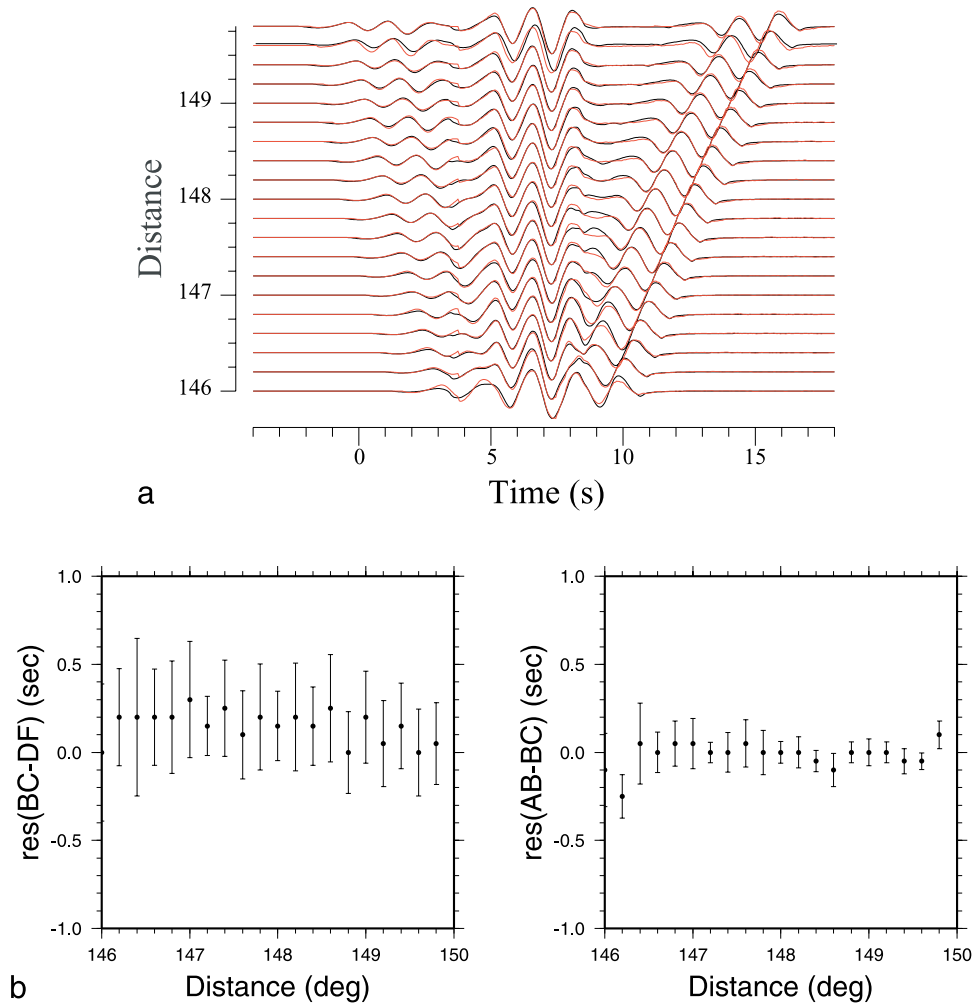 Distance
149
148
147
146
0 5 10 15
Time (s)
a
res(BC-DF) (sec)
1.0
0.5
0.0
-0.5
-1.0
146 147 148 149 150
Distance (deg)
res(AB-BC) (sec)
1.0
0.5
0.0
-0.5
-1.0
146 147 148 149 150
Distance (deg)
b